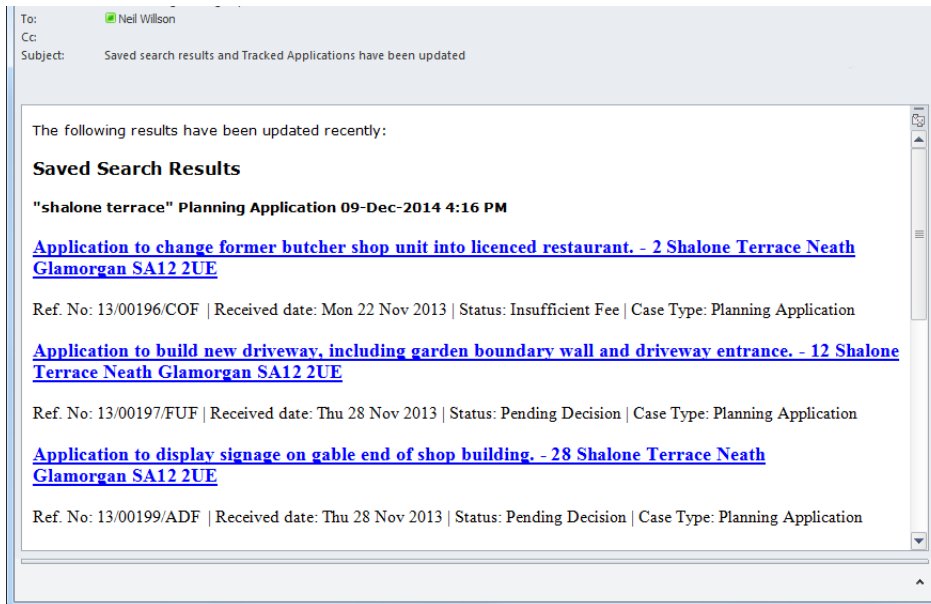 To: Neil Willson
Cc:
Subject: Saved search results and Tracked Applications have been updated
The following results have been updated recently:
Saved Search Results
"shalone terrace" Planning Application 09-Dec-2014 4:16 PM
Application to change former butcher shop unit into licenced restaurant. - 2 Shalone Terrace Neath
Glamorgan SA12 2UE
Ref. No: 13/00196/COF | Received date: Mon 22 Nov 2013 | Status: Insufficient Fee | Case Type: Planning Application
Application to build new driveway, including garden boundary wall and driveway entrance. - 12 Shalone
Terrace Neath Glamorgan SA12 2UE
Ref. No: 13/00197/FUF | Received date: Thu 28 Nov 2013 | Status: Pending Decision | Case Type: Planning Application
Application to display signage on gable end of shop building. - 28 Shalone Terrace Neath
Glamorgan SA12 2UE
Ref. No: 13/00199/ADF | Received date: Thu 28 Nov 2013 | Status: Pending Decision | Case Type: Planning Application